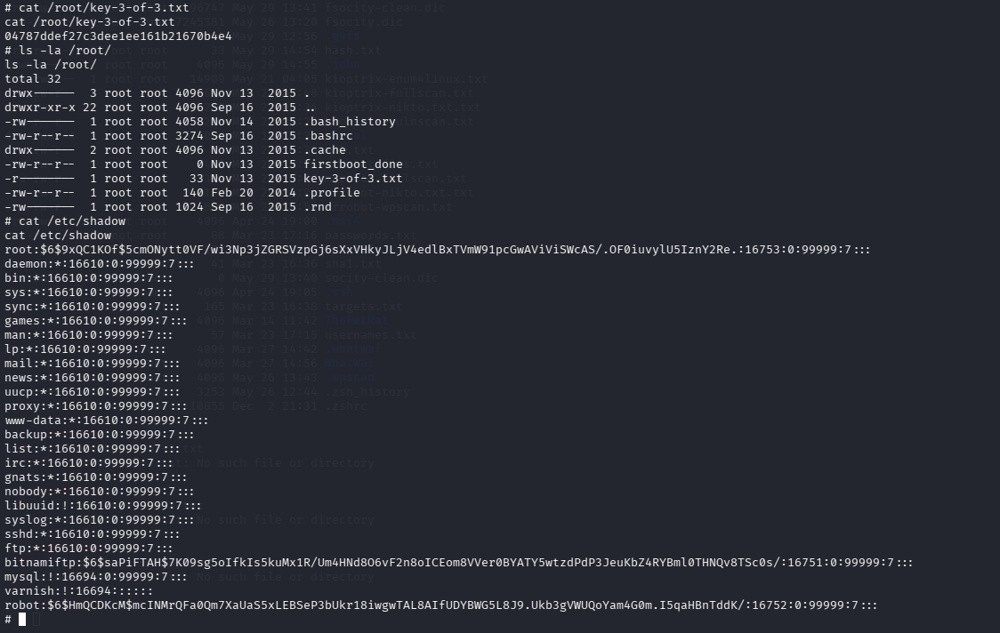 # cat /root/key-3-of-3.txt
cat /root/key-3-of-3.txt
04787ddef27c3dee1ee161b21670b4e4
# ls -la /root/
ls -la /root/
total 32
drwx------  3 root root 4096 Nov 13  2015 .
drwxr-xr-x 22 root root 4096 Sep 16  2015 ..
-rw-------  1 root root 4058 Nov 14  2015 .bash_history
-rw-r--r--  1 root root 3274 Sep 16  2015 .bashrc
drwx------  2 root root 4096 Nov 13  2015 .cache
-rw-r--r--  1 root root    0 Nov 13  2015 firstboot_done
-r--------  1 root root   33 Nov 13  2015 key-3-of-3.txt
-rw-r--r--  1 root root  140 Feb 20  2014 .profile
-rw-------  1 root root 1024 Sep 16  2015 .rnd
# cat /etc/shadow
cat /etc/shadow
root:$6$9xQC1KOf$5cmONytt0VF/wi3Np3jZGRSVzpGj6sXxVHkyJLjV4edlBxTVmW91pcGwAViViSWcAS/.OF0iuvylU5IznY2Re.:16753:0:99999:7:::
daemon:*:16610:0:99999:7:::
bin:*:16610:0:99999:7:::
sys:*:16610:0:99999:7:::
sync:*:16610:0:99999:7:::
games:*:16610:0:99999:7:::
man:*:16610:0:99999:7:::
lp:*:16610:0:99999:7:::
mail:*:16610:0:99999:7:::
news:*:16610:0:99999:7:::
uucp:*:16610:0:99999:7:::
proxy:*:16610:0:99999:7:::
www-data:*:16610:0:99999:7:::
backup:*:16610:0:99999:7:::
list:*:16610:0:99999:7:::
irc:*:16610:0:99999:7:::
gnats:*:16610:0:99999:7:::
nobody:*:16610:0:99999:7:::
libuuid:!:16610:0:99999:7:::
syslog:*:16610:0:99999:7:::
sshd:*:16610:0:99999:7:::
ftp:*:16610:0:99999:7:::
bitnamiftp:$6$saPiFTAH$7K09sg5oIfkIs5kuMx1R/Um4HNd8O6vF2n8oICEom8VVer0BYATY5wtzdPdP3JeuKbZ4RYBml0THNQv8TSc0s/:16751:0:99999:7:::
mysql:!:16694:0:99999:7:::
varnish:!:16694::::::
robot:$6$HmQCDKcM$mcINMrQFa0Qm7XaUaS5xLEBSeP3bUkr18iwgwTAL8AIfUDYBWG5L8J9.Ukb3gVWUQoYam4G0m.I5qaHBnTddK/:16752:0:99999:7:::
#